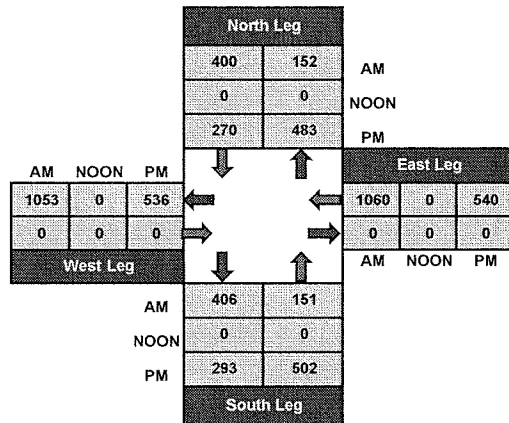 North Leg
400 152 AM
0 0 NOON
270 483 PM
AM NOON PM East Leg
1053 0 536 1060 0 540
0 0 0 0 0 0
West Leg AM NOON PM
AM 406 151
NOON 0 0
PM 293 502
South Leg